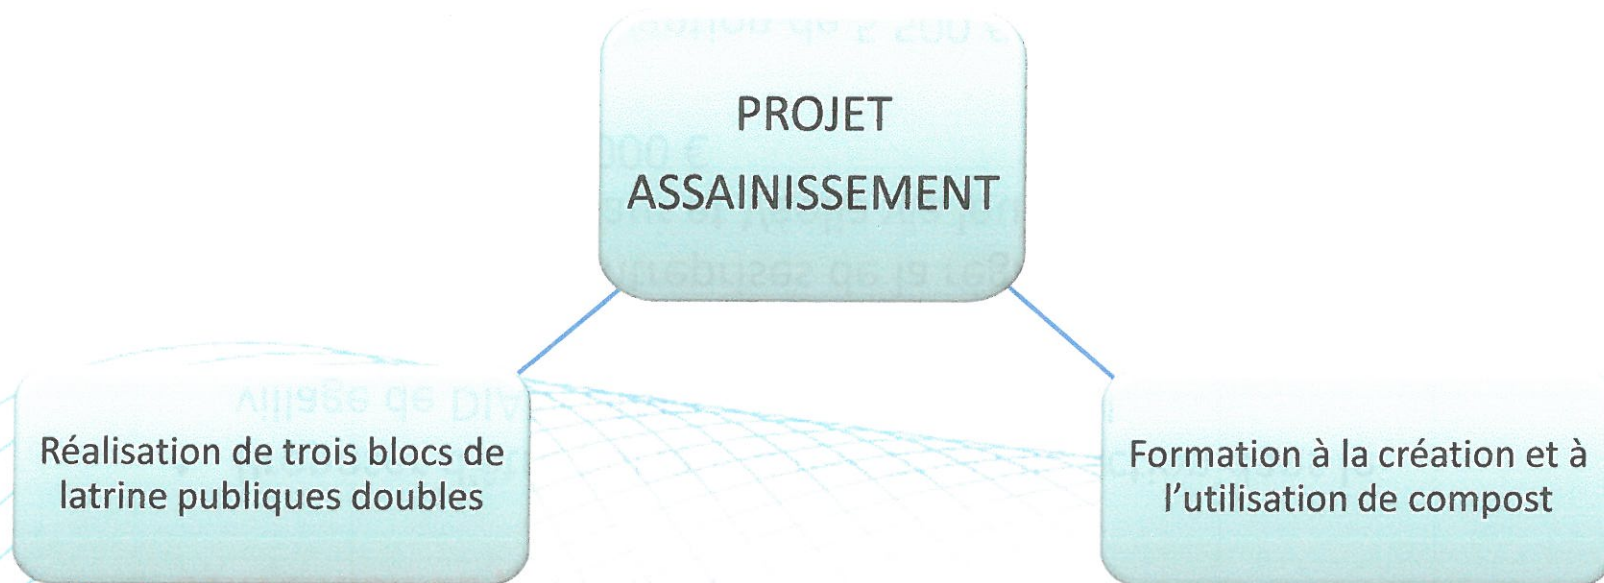 PROJET
ASSAINISSEMENT
Réalisation de trois blocs de
latrine publiques doubles
Formation à la création et à
l'utilisation de compost